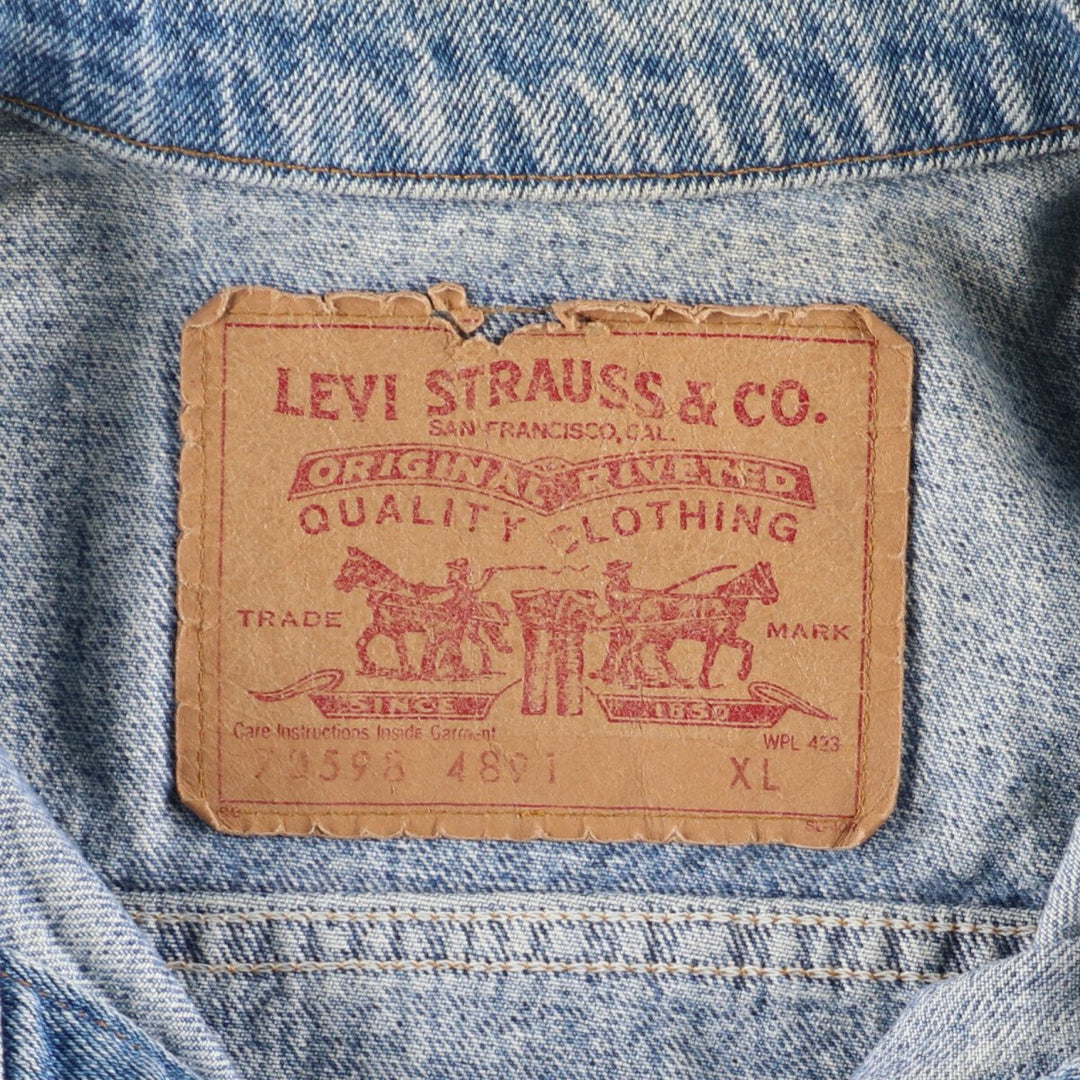 LEVI STRAUSS & CO.
SAN FRANCISCO, CAL.
ORIGINAL RIVETED
QUALITY CLOTHING
TRADE MARK
SINCE 1850
Care Instructions Inside Garment WPL 423
70598 4891 XL